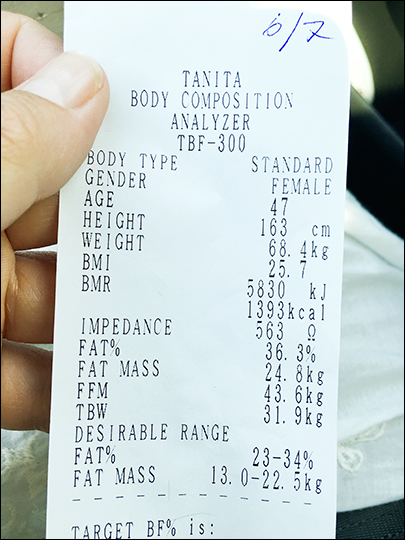 6/7
TANITA
BODY COMPOSITION
ANALYZER
TBF-300
BODY TYPE STANDARD
GENDER FEMALE
AGE 47
HEIGHT 163 cm
WEIGHT 68.4kg
BMI 25.7
BMR 5830 kJ
1393kcal
IMPEDANCE 563 Ω
FAT% 36.3%
FAT MASS 24.8kg
FFM 43.6kg
TBW 31.9kg
DESIRABLE RANGE
FAT% 23-34%
FAT MASS 13.0-22.5kg
TARGET BF% is: